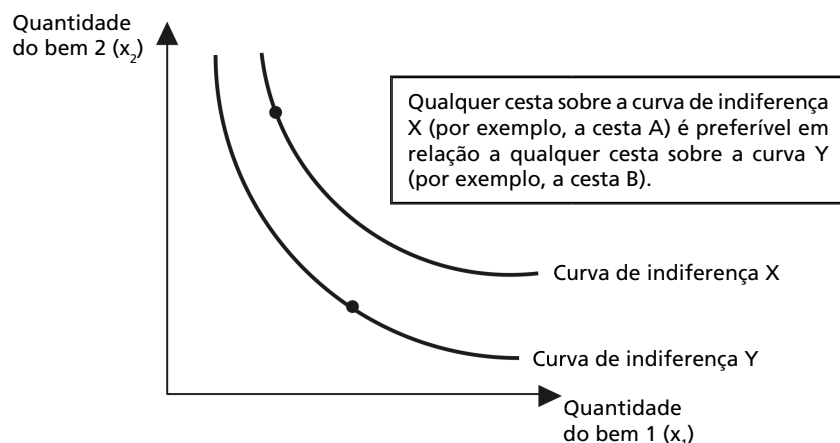 Quantidade
do bem 2 (x₂)
Qualquer cesta sobre a curva de indiferença
X (por exemplo, a cesta A) é preferível em
relação a qualquer cesta sobre a curva Y
(por exemplo, a cesta B).
Curva de indiferença X
Curva de indiferença Y
Quantidade
do bem 1 (x₁)